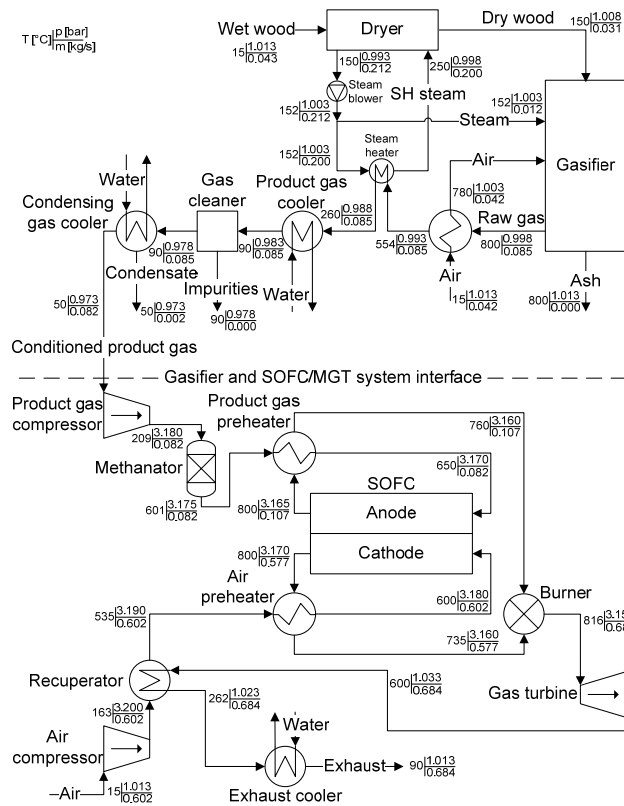 T [°C] p [bar]
m [kg/s]
Wet wood
15 1.013
0.043
Dryer
Dry wood
150 1.008
0.031
150 0.993
0.212
250 0.998
0.200
Steam
blower
SH steam
152 1.003
0.212
152 1.003
0.012
Steam
152 1.003
0.200
Steam
heater
Air
Gasifier
780 1.003
0.042
Water
Condensing
gas cooler
Gas
cleaner
Product gas
cooler
260 0.988
0.085
Raw gas
90 0.978
0.085
90 0.983
0.085
554 0.993
0.085
800 0.998
0.085
Condensate
Impurities
Water
Air
Ash
50 0.973
0.082
50 0.973
0.002
90 0.978
0.000
15 1.013
0.042
800 1.013
0.000
Conditioned product gas
Gasifier and SOFC/MGT system interface
Product gas
compressor
Product gas
preheater
760 3.160
0.107
209 3.180
0.082
Methanator
650 3.170
0.082
SOFC
601 3.175
0.082
800 3.165
0.107
Anode
800 3.170
0.577
Cathode
Air
preheater
600 3.180
0.602
Burner
535 3.190
0.602
735 3.160
0.577
816 3.15
0.68
Recuperator
600 1.033
0.684
Gas turbine
163 3.200
0.602
262 1.023
0.684
Air
compressor
Water
Exhaust
90 1.013
0.684
Air
15 1.013
0.602
Exhaust cooler